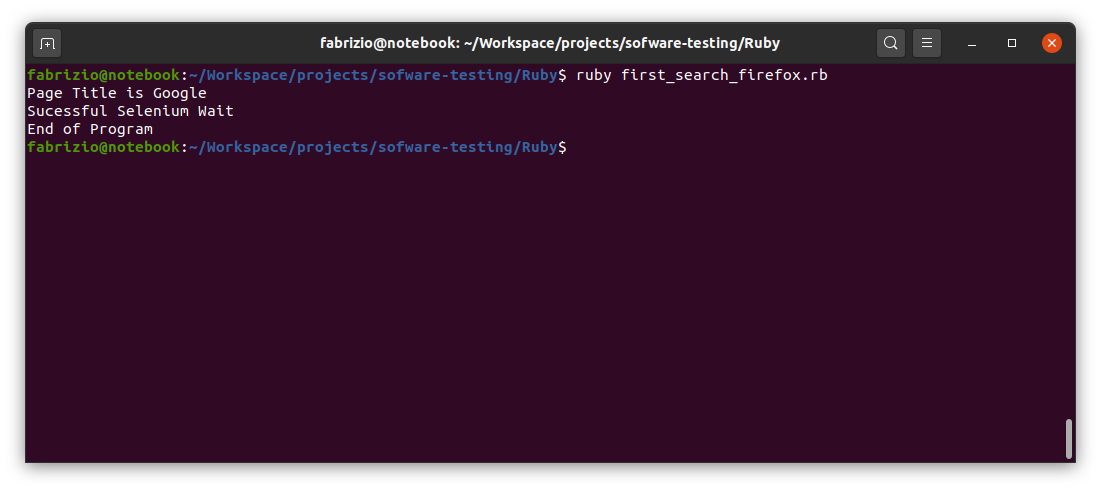 fabrizio@notebook: ~/Workspace/projects/sofware-testing/Ruby
fabrizio@notebook:~/Workspace/projects/sofware-testing/Ruby$ ruby first_search_firefox.rb
Page Title is Google
Sucessful Selenium Wait
End of Program
fabrizio@notebook:~/Workspace/projects/sofware-testing/Ruby$